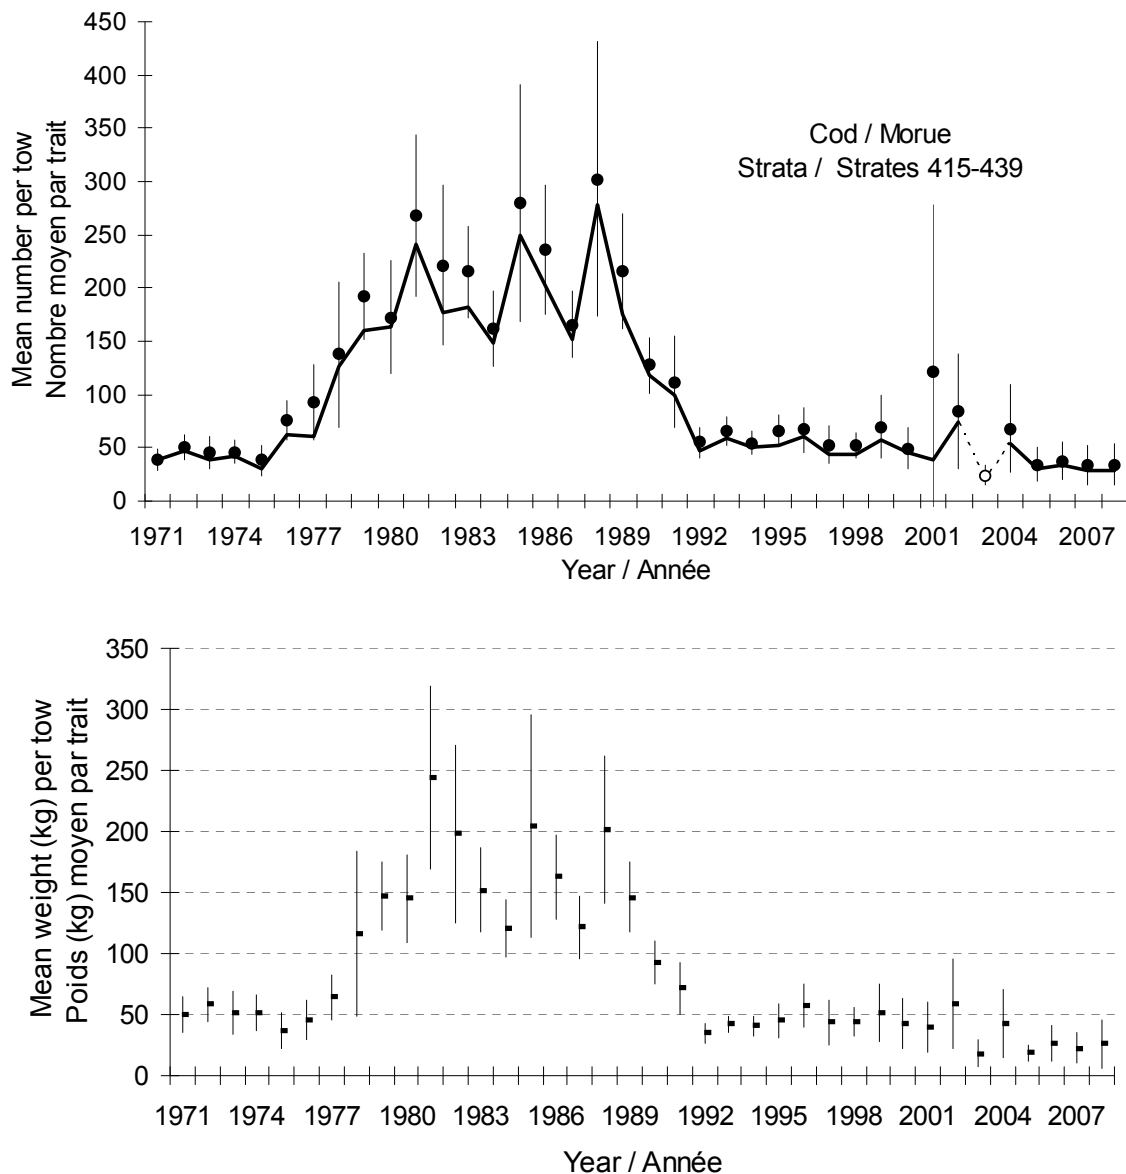 450
400
350
300
250
200
150
100
50
0
Mean number per tow
Nombre moyen par trait
Cod / Morue
Strata / Strates 415-439
1971 1974 1977 1980 1983 1986 1989 1992 1995 1998 2001 2004 2007
Year / Année
350
300
250
200
150
100
50
0
Mean weight (kg) per tow
Poids (kg) moyen par trait
1971 1974 1977 1980 1983 1986 1989 1992 1995 1998 2001 2004 2007
Year / Année